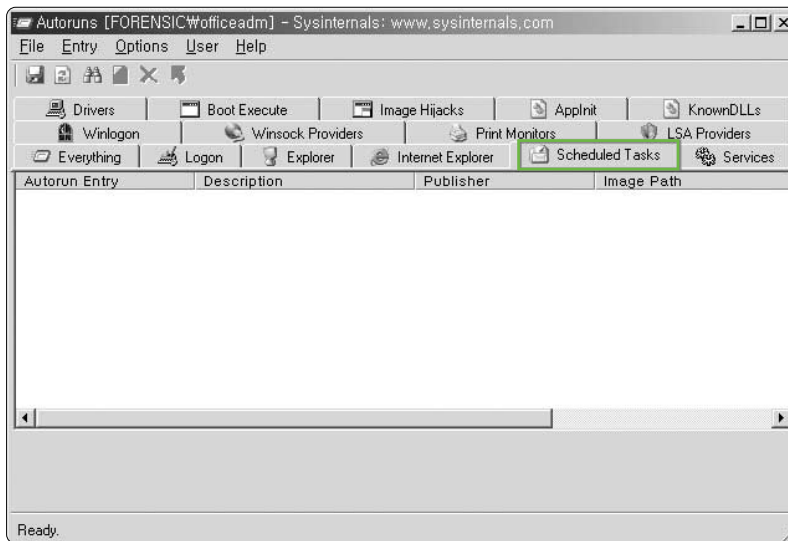 Autoruns [FORENSIC₩officeadm] - Sysinternals: www.sysinternals.com
File Entry Options User Help
Drivers Boot Execute Image Hijacks AppInit KnownDLLs
Winlogon Winsock Providers Print Monitors LSA Providers
Everything Logon Explorer Internet Explorer Scheduled Tasks Services
Autorun Entry Description Publisher Image Path
Ready.